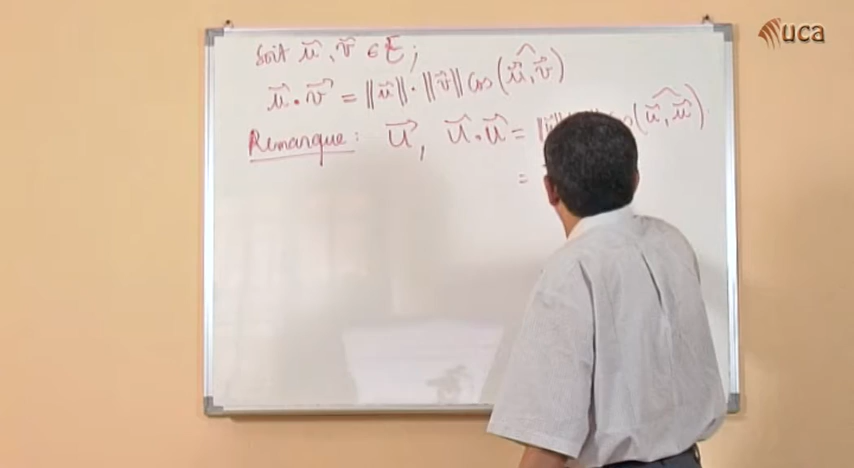 uca
Soit u⃗, v⃗ ∈ E;
u⃗ · v⃗ = ‖u⃗‖ · ‖v⃗‖ Cos (u⃗, v⃗)
Remarque : u⃗, u⃗ · u⃗ = (u⃗, u⃗).
=